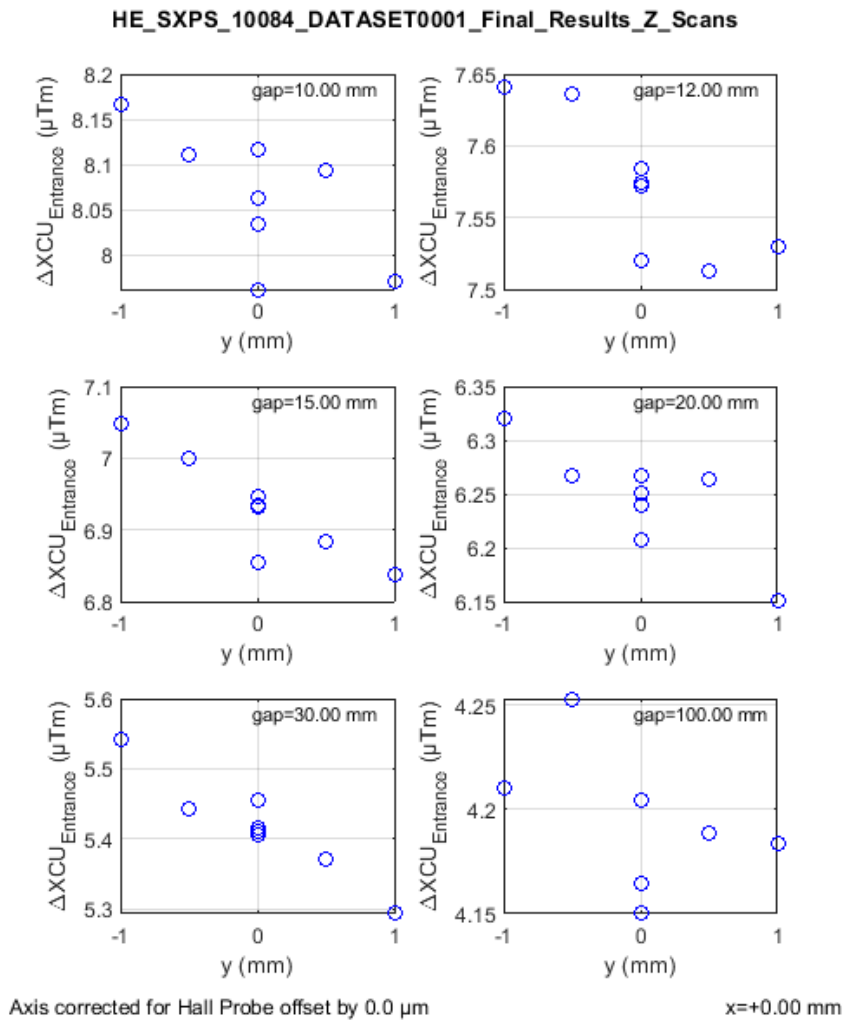 HE_SXPS_10084_DATASET0001_Final_Results_Z_Scans
gap=10.00 mm
ΔXCU_Entrance (μTm)
8.2
8.15
8.1
8.05
8
-1
0
1
y (mm)
gap=12.00 mm
ΔXCU_Entrance (μTm)
7.65
7.6
7.55
7.5
-1
0
1
y (mm)
gap=15.00 mm
ΔXCU_Entrance (μTm)
7.1
7
6.9
6.8
-1
0
1
y (mm)
gap=20.00 mm
ΔXCU_Entrance (μTm)
6.35
6.3
6.25
6.2
6.15
-1
0
1
y (mm)
gap=30.00 mm
ΔXCU_Entrance (μTm)
5.6
5.5
5.4
5.3
-1
0
1
y (mm)
gap=100.00 mm
ΔXCU_Entrance (μTm)
4.25
4.2
4.15
-1
0
1
y (mm)
Axis corrected for Hall Probe offset by 0.0 μm
x=+0.00 mm